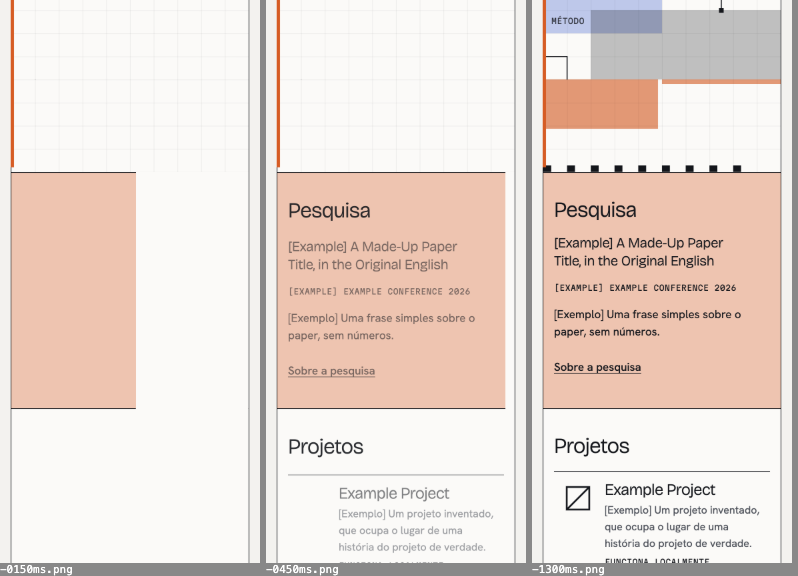 Pesquisa
[Example] A Made-Up Paper
Title, in the Original English
[EXAMPLE] EXAMPLE CONFERENCE 2026
[Exemplo] Uma frase simples sobre o
paper, sem números.
Sobre a pesquisa
Projetos
Example Project
[Exemplo] Um projeto inventado,
que ocupa o lugar de uma
história do projeto de verdade.
FUNCIONA LOCALMENTE
MÉTODO
Pesquisa
[Example] A Made-Up Paper
Title, in the Original English
[EXAMPLE] EXAMPLE CONFERENCE 2026
[Exemplo] Uma frase simples sobre o
paper, sem números.
Sobre a pesquisa
Projetos
Example Project
[Exemplo] Um projeto inventado,
que ocupa o lugar de uma
história do projeto de verdade.
FUNCIONA LOCALMENTE
-0150ms.png
-0450ms.png
-1300ms.png